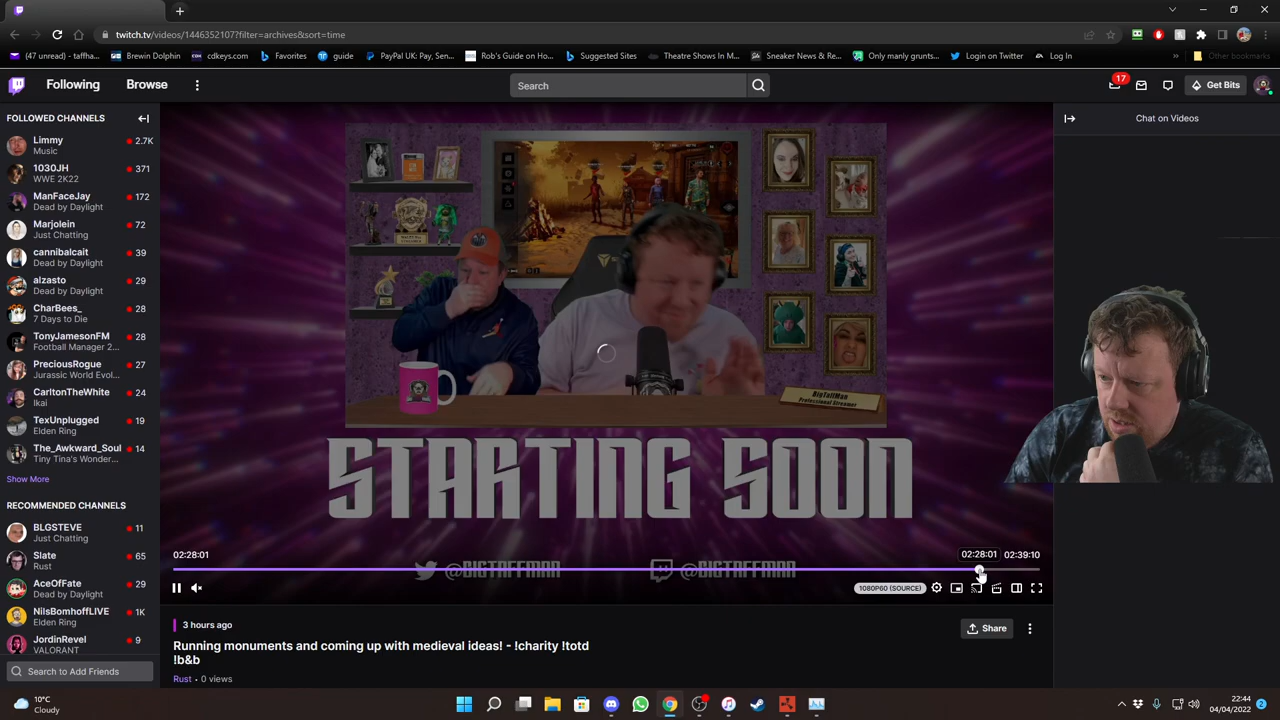 twitch.tv/videos/1446352107?filter=archives&sort=time
(47 unread) - taffha...
Brewin Dolphin
cdkeys.com
Favorites
guide
PayPal UK: Pay, Sen...
Rob's Guide on Ho...
Suggested Sites
Theatre Shows In M...
Sneaker News & Re...
Only manly grunts...
Login on Twitter
Log In
»
Other bookmarks
Following
Browse
Search
17
Get Bits
FOLLOWED CHANNELS
Limmy
2.7K
Music
1030JH
371
WWE 2K22
ManFaceJay
172
Dead by Daylight
Marjolein
72
Just Chatting
cannibalcait
39
Dead by Daylight
alzasto
29
Dead by Daylight
CharBees_
28
7 Days to Die
TonyJamesonFM
28
Football Manager 2...
PreciousRogue
27
Jurassic World Evol...
CarltonTheWhite
24
Ikai
TexUnplugged
19
Elden Ring
The_Awkward_Soul
14
Tiny Tina's Wonder...
Show More
RECOMMENDED CHANNELS
BLGSTEVE
11
Just Chatting
Slate
65
Rust
AceOfFate
29
Dead by Daylight
NilsBomhoffLIVE
1K
Elden Ring
JordinRevel
9
VALORANT
Search to Add Friends
Chat on Videos
BigTaffMan
Professional Streamer
STARTING SOON
@BIGTAFFMAN
@BIGTAFFMAN
02:28:01
02:28:01
02:39:10
1080P60 (SOURCE)
3 hours ago
Share
Running monuments and coming up with medieval ideas! - !charity !totd
!b&b
Rust · 0 views
10°C
Cloudy
22:44
04/04/2022
2